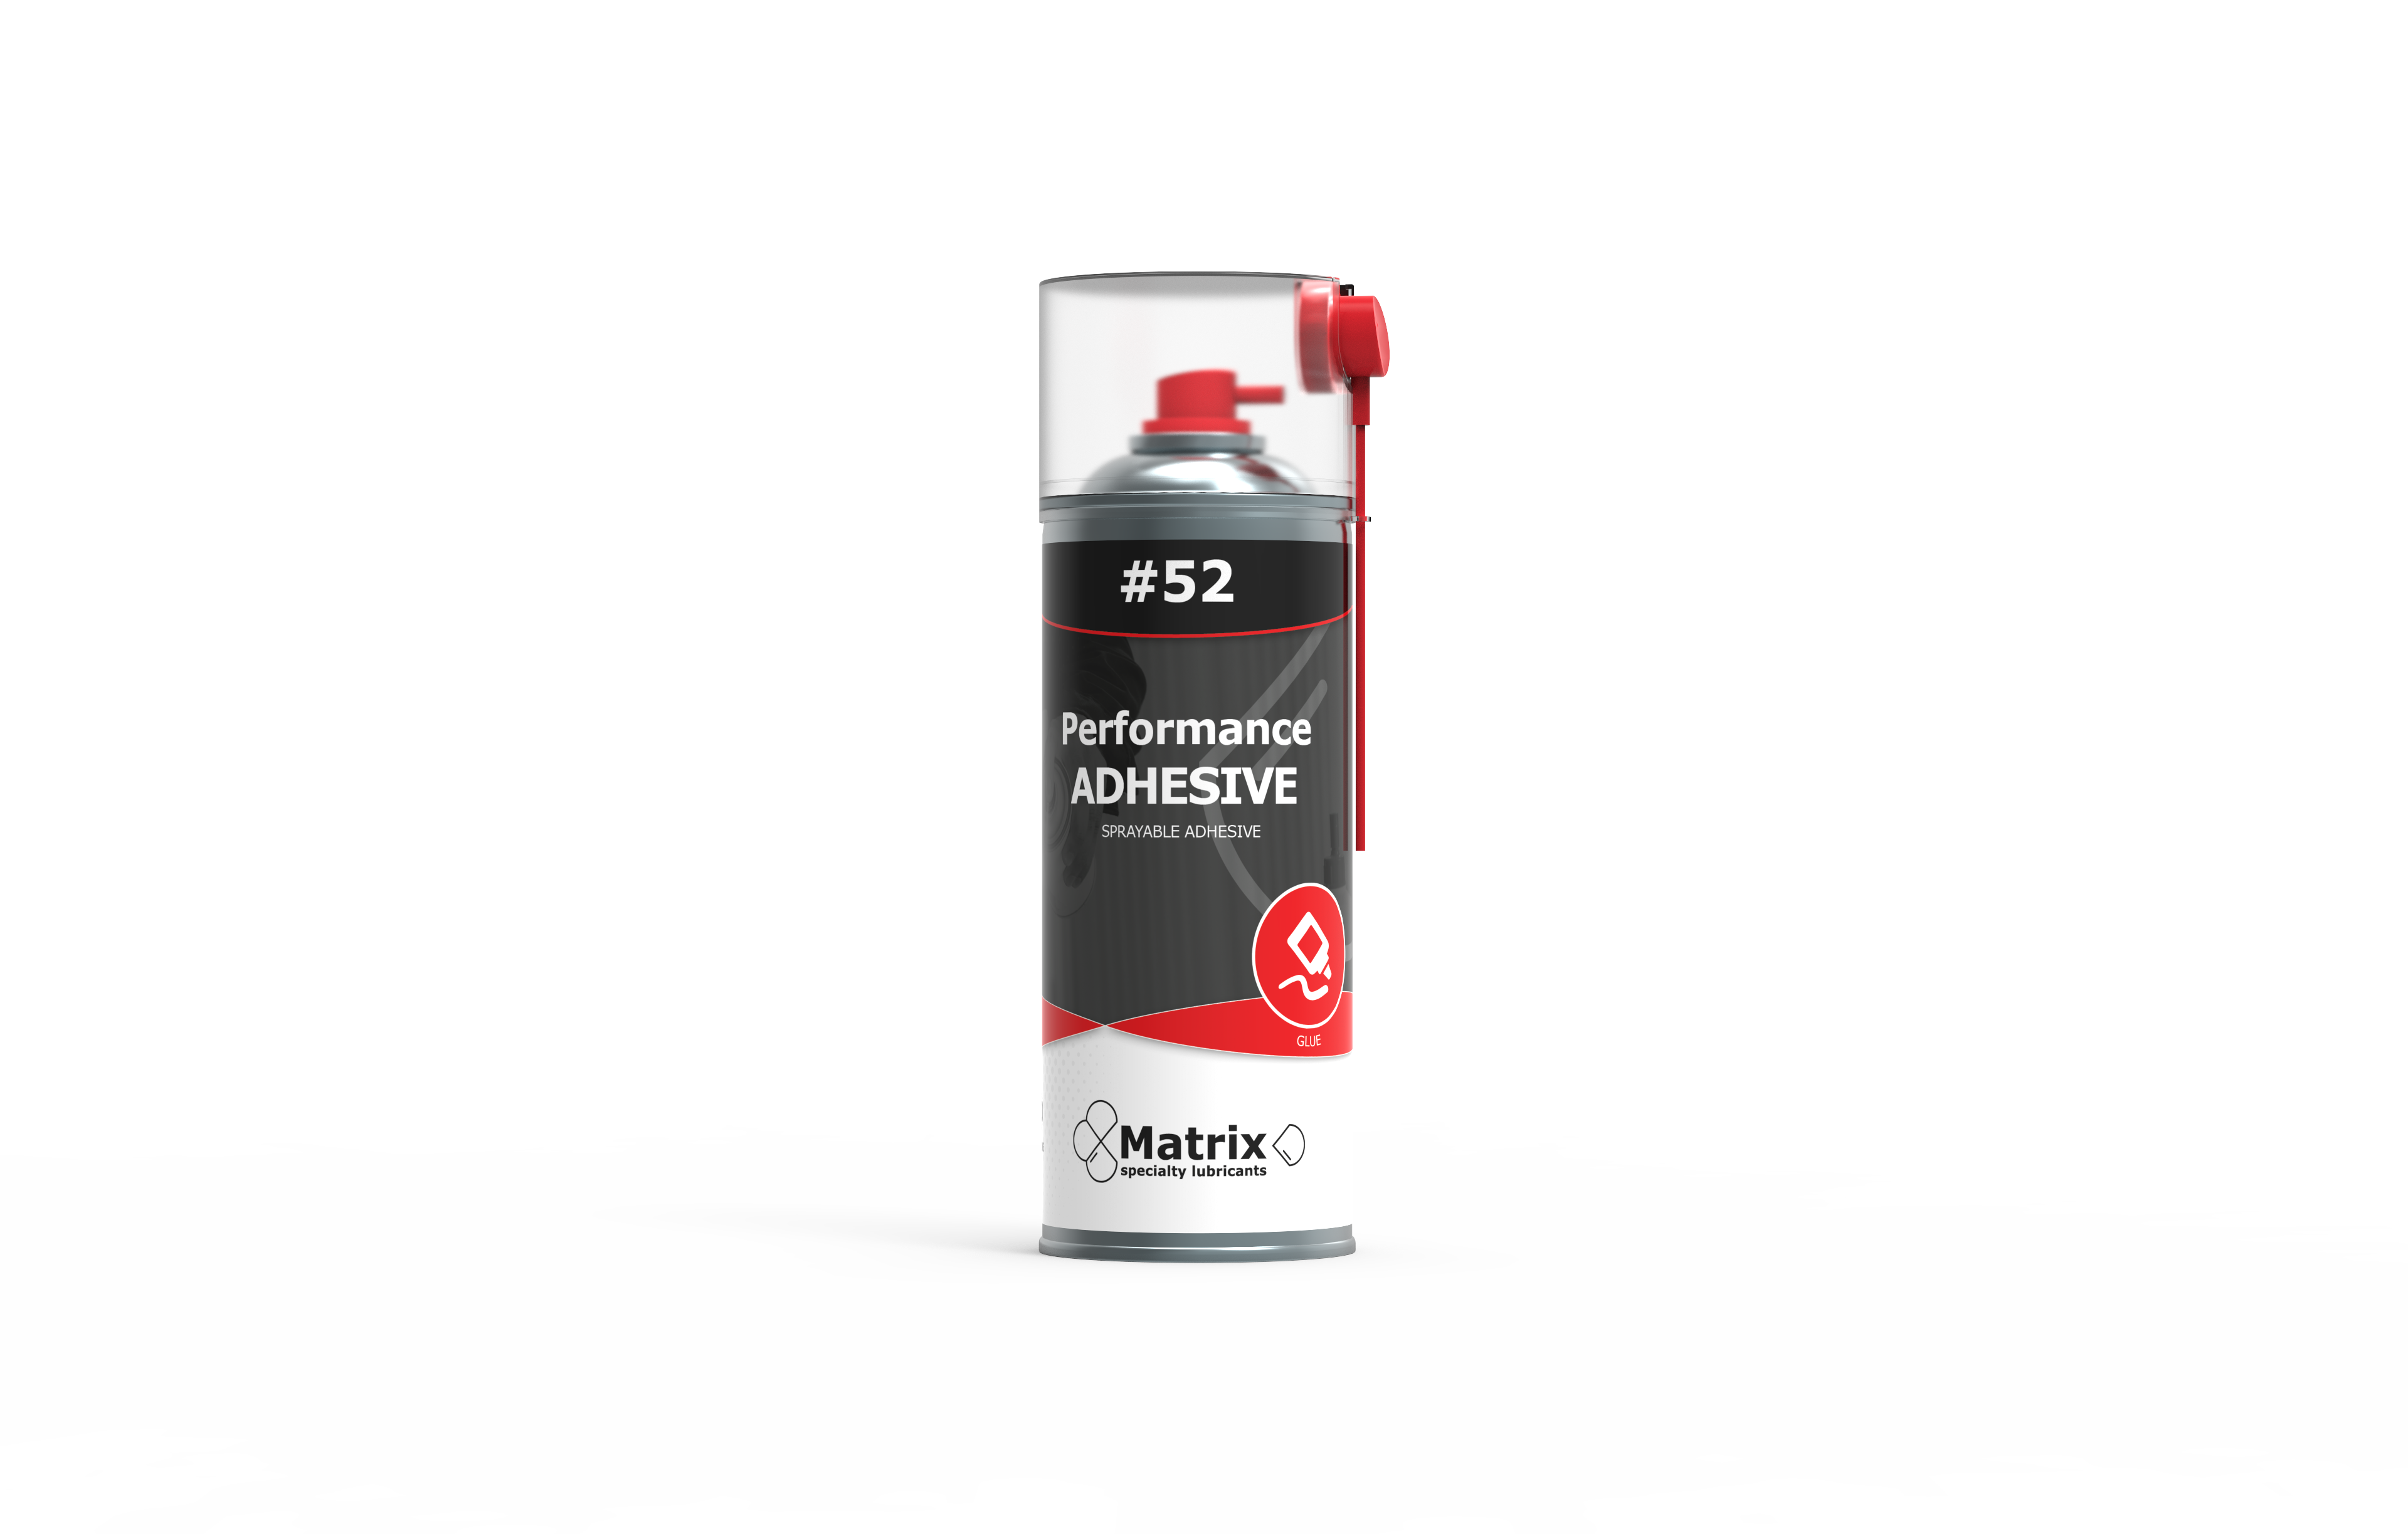 #52
Performance
ADHESIVE
SPRAYABLE ADHESIVE
GLUE
Matrix
specialty lubricants